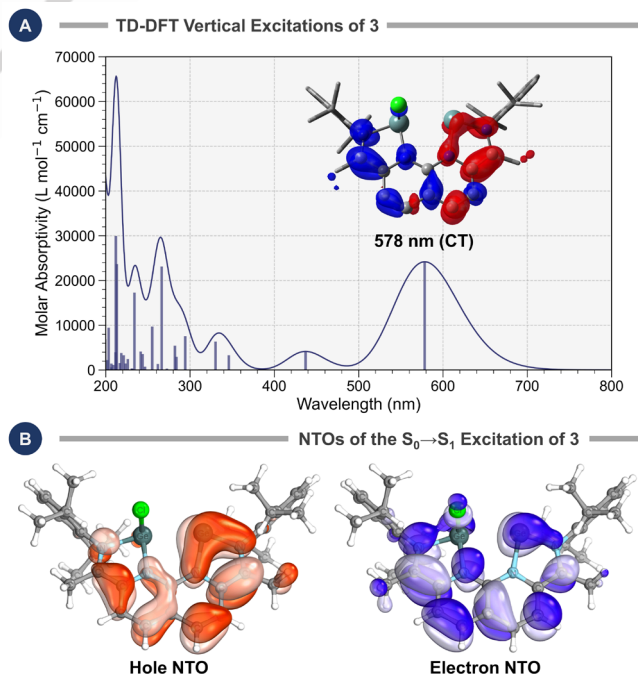 A TD-DFT Vertical Excitations of 3
70000
60000
50000
40000
30000
20000
10000
0
Molar Absorptivity (L mol⁻¹ cm⁻¹)
578 nm (CT)
200 300 400 500 600 700 800
Wavelength (nm)
B NTOs of the S₀→S₁ Excitation of 3
Hole NTO Electron NTO